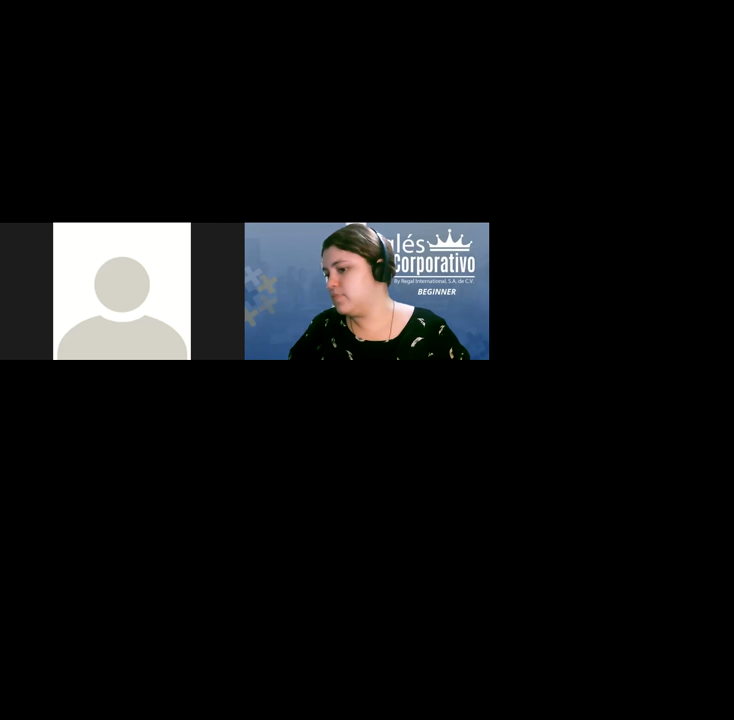 lés
Corporativo
By Regal International, S.A. de C.V.
BEGINNER